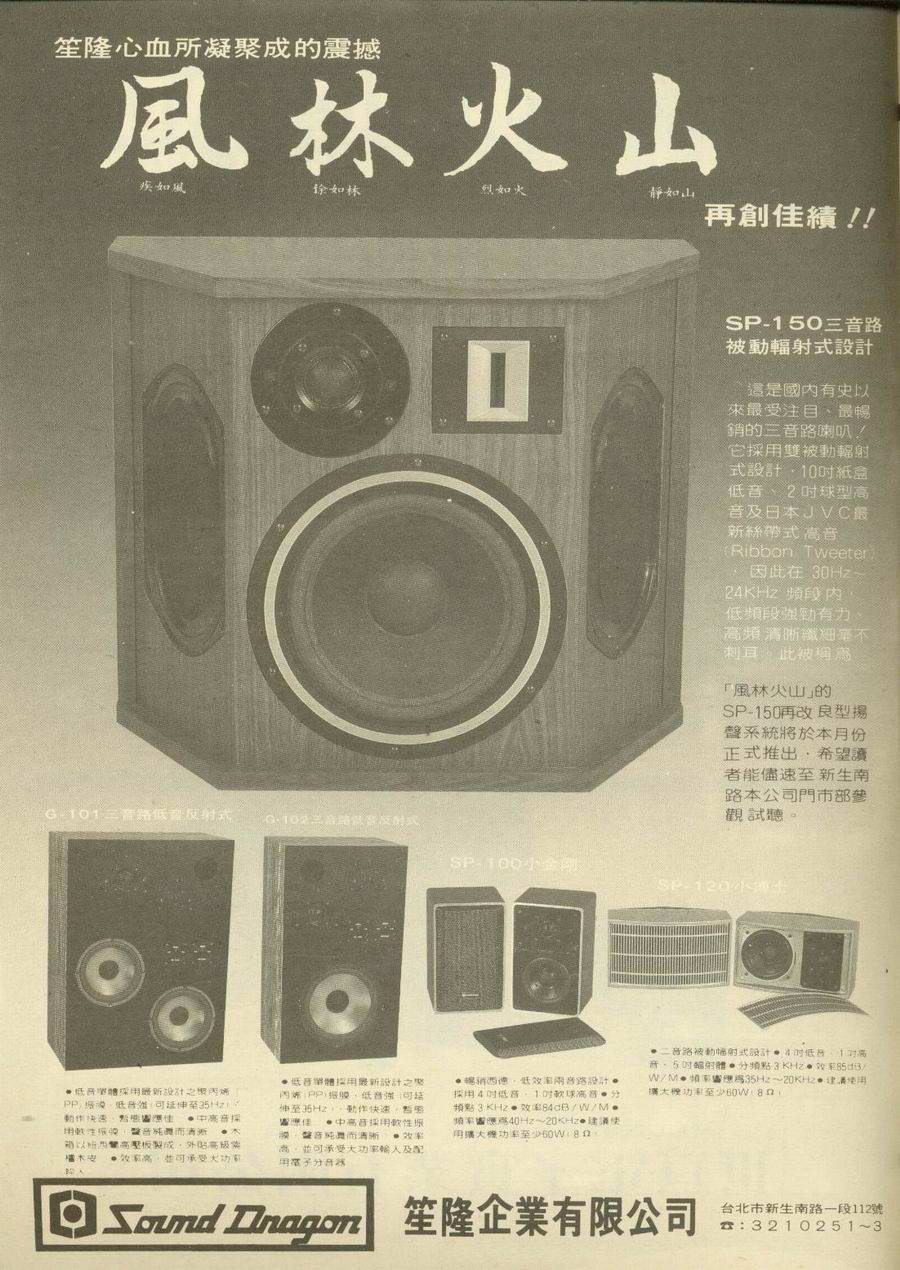 笙隆心血所凝聚成的震撼
風林火山
疾如風 徐如林 烈如火 靜如山
再創佳績!!
SP-150三音路
被動輻射式設計
這是國內有史以
來最受注目、最暢
銷的三音路喇叭!
它採用雙被動輻射
式設計,10吋紙盆
低音、2吋球型高
音及日本JVC最
新絲帶式高音
(Ribbon Tweeter)
,因此在 30Hz~
24KHz 頻段內,
低頻段強勁有力、
高頻清晰纖細毫不
刺耳。此被稱為
「風林火山」的
SP-150再改良型揚
聲系統將於本月份
正式推出,希望讀
者能儘速至新生南
路本公司門市部參
觀試聽。
G-101三音路低音反射式
G-102三音路低音反射式
SP-100小金剛
SP-120小博士
●低音單體採用最新設計之聚丙烯
(PP)振膜,低音強(可延伸至35Hz),
動作快速,暫態響應佳 ●中高音採
用軟性振膜,聲音純真而清晰 ●木
箱以紐西蘭高壓板製成,外貼高級紫
檀木皮 ●效率高,並可承受大功率
輸入
●低音單體採用最新設計之聚
丙烯(PP)振膜,低音強(可延
伸至35Hz),動作快速,暫態
響應佳 ●中高音採用軟性振
膜,聲音純真而清晰 ●效率
高,並可承受大功率輸入及配
用電子分音器
●暢銷西德,低效率兩音路設計●
採用4吋低音,1吋軟球高音●分
頻點3KHz●效率84dB/W/M●
頻率響應為40Hz~20KHz●建議使
用擴大機功率至少60W(8Ω)
●二音路被動幅射式設計●4吋低音,1吋高
音,5吋輻射體●分頻點3KHz●效率85dB/
W/M●頻率響應為35Hz~20KHz●建議使用
擴大機功率至少60W(8Ω)
Sound Dragon
笙隆企業有限公司
台北市新生南路一段112號
☎:3210251~3